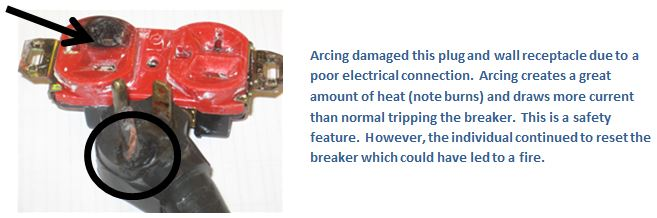 Arcing damaged this plug and wall receptacle due to a
poor electrical connection.  Arcing creates a great
amount of heat (note burns) and draws more current
than normal tripping the breaker.  This is a safety
feature.  However, the individual continued to reset the
breaker which could have led to a fire.